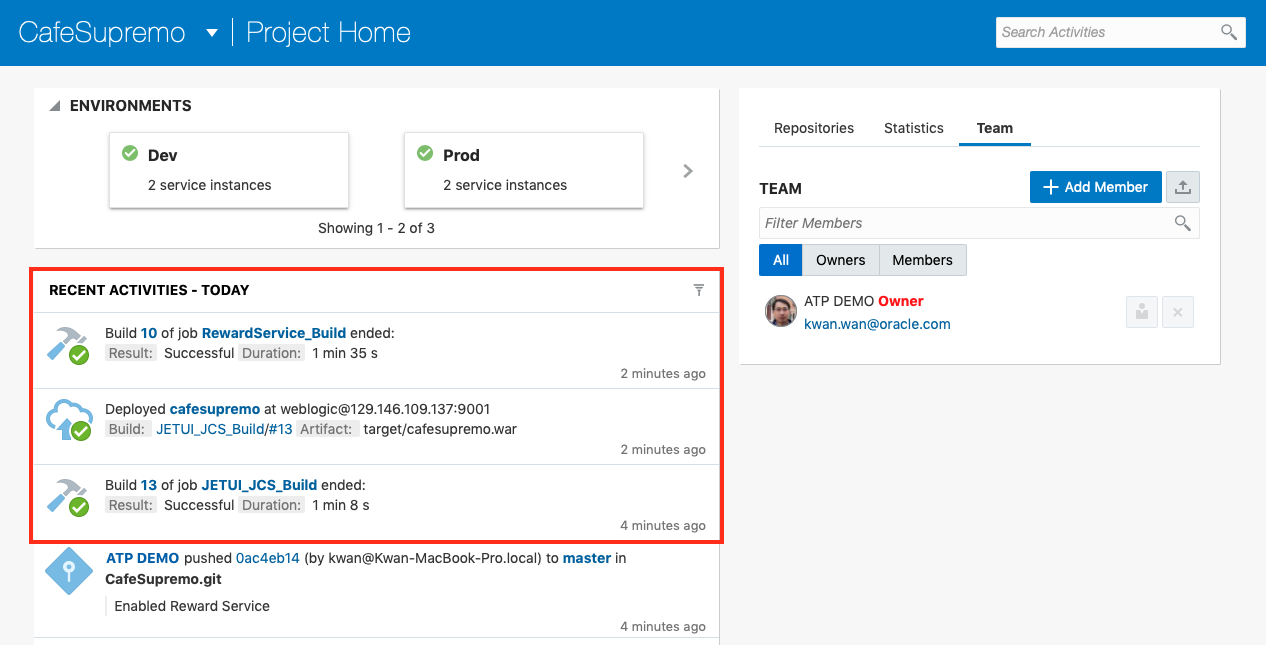 CafeSupremo Project Home
Search Activities
ENVIRONMENTS
Dev
2 service instances
Prod
2 service instances
Showing 1 - 2 of 3
RECENT ACTIVITIES - TODAY
Build 10 of job RewardService_Build ended:
Result: Successful Duration: 1 min 35 s
2 minutes ago
Deployed cafesupremo at weblogic@129.146.109.137:9001
Build: JETUI_JCS_Build/#13 Artifact: target/cafesupremo.war
2 minutes ago
Build 13 of job JETUI_JCS_Build ended:
Result: Successful Duration: 1 min 8 s
4 minutes ago
ATP DEMO pushed 0ac4eb14 (by kwan@Kwan-MacBook-Pro.local) to master in
CafeSupremo.git
Enabled Reward Service
4 minutes ago
Repositories Statistics Team
TEAM
Add Member
Filter Members
All Owners Members
ATP DEMO Owner
kwan.wan@oracle.com